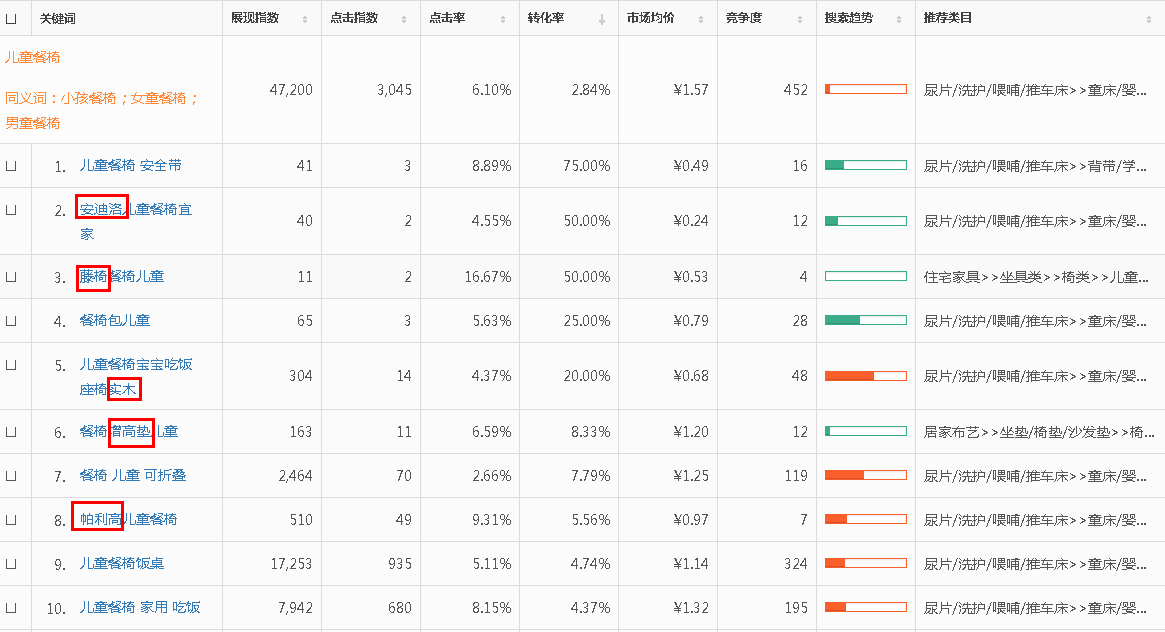 关键词 展现指数 点击指数 点击率 转化率 市场均价 竞争度 搜索趋势 推荐类目
儿童餐椅
同义词：小孩餐椅；女童餐椅；
男童餐椅
47,200 3,045 6.10% 2.84% ¥1.57 452 尿片/洗护/喂哺/推车床>>童床/婴...
1. 儿童餐椅 安全带 41 3 8.89% 75.00% ¥0.49 16 尿片/洗护/喂哺/推车床>>背带/学...
2. 安迪洛儿童餐椅宜
家
40 2 4.55% 50.00% ¥0.24 12 尿片/洗护/喂哺/推车床>>童床/婴...
3. 藤椅餐椅儿童 11 2 16.67% 50.00% ¥0.53 4 住宅家具>>坐具类>>椅类>>儿童...
4. 餐椅包儿童 65 3 5.63% 25.00% ¥0.79 28 尿片/洗护/喂哺/推车床>>童床/婴...
5. 儿童餐椅宝宝吃饭
座椅实木
304 14 4.37% 20.00% ¥0.68 48 尿片/洗护/喂哺/推车床>>童床/婴...
6. 餐椅增高垫儿童 163 11 6.59% 8.33% ¥1.20 12 居家布艺>>坐垫/椅垫/沙发垫>>椅...
7. 餐椅 儿童 可折叠 2,464 70 2.66% 7.79% ¥1.25 119 尿片/洗护/喂哺/推车床>>童床/婴...
8. 帕利高儿童餐椅 510 49 9.31% 5.56% ¥0.97 7 尿片/洗护/喂哺/推车床>>童床/婴...
9. 儿童餐椅饭桌 17,253 935 5.11% 4.74% ¥1.14 324 尿片/洗护/喂哺/推车床>>童床/婴...
10. 儿童餐椅 家用 吃饭 7,942 680 8.15% 4.37% ¥1.32 195 尿片/洗护/喂哺/推车床>>童床/婴...